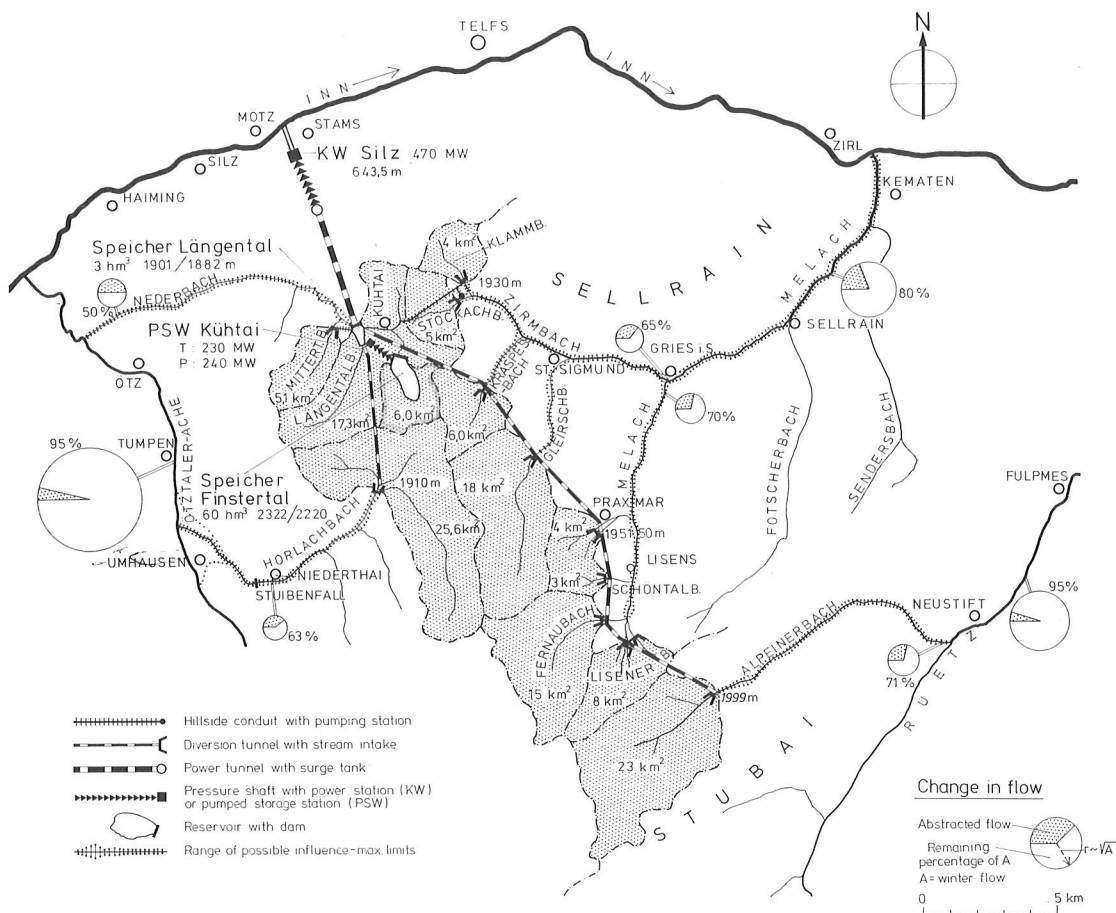 TELFS
N
INN
INN
MÖTZ
STAMS
KW Silz 470 MW
643,5 m
SILZ
ZIRL
KEMATEN
HAIMING
Speicher Längental
3 hm³ 1901/1882 m
4 km²
KLAMMB.
1930 m
SELLRAIN
MELACH
NEDERBACH
50%
KÜHTAI
STOCKACHB.
5 km²
ZIRMBACH
65%
80%
PSW Kühtai
T: 230 MW
P: 240 MW
MITTERTB.
LÄNGENTALB.
KRASPESBACH
ST. SIGMUND
GRIES i.S.
SELLRAIN
ÖTZ
5,1 km²
6,0 km²
6,0 km²
GLEIRSCHB.
70%
MELACH
95%
TUMPEN
173 km²
FOTSCHERBACH
SENDERSBACH
FULPMES
ÖTZTALER-ACHE
Speicher
Finstertal
60 hm³ 2322/2220
1910 m
18 km²
PRAXMAR
4 km²
1951,50 m
25,6 km²
HORLACHBACH
UMHAUSEN
NIEDERTHAI
STUIBENFALL
63%
LISENS
3 km²
SCHÖNTALB.
NEUSTIFT
95%
FERNAUBACH
LISENER B.
ALPEINERBACH
71%
RUETZ
15 km²
8 km²
1999 m
23 km²
STUBAI
Hillside conduit with pumping station
Diversion tunnel with stream intake
Power tunnel with surge tank
Pressure shaft with power station (KW)
or pumped storage station (PSW)
Reservoir with dam
Range of possible influence-max. limits
Change in flow
Abstracted flow
Remaining
percentage of A
A = winter flow
r~√A
0 5 km